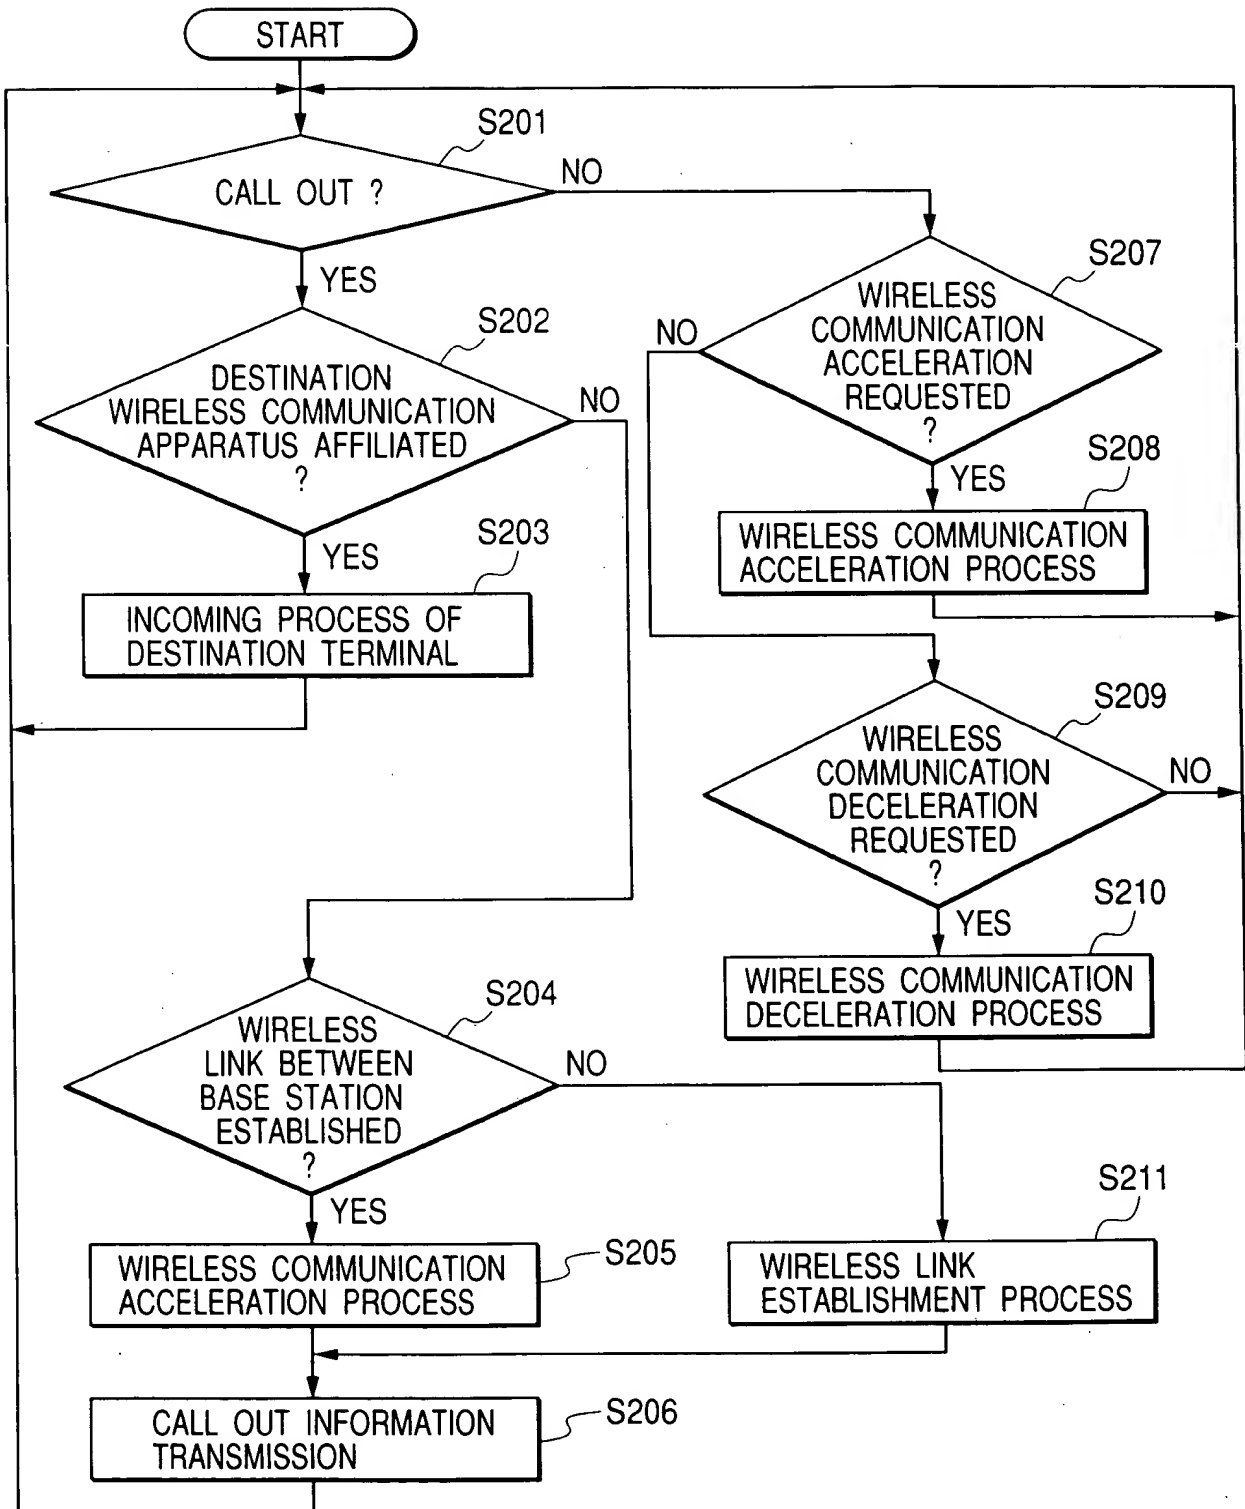 START
S201
CALL OUT ?
NO
YES
S202
DESTINATION
WIRELESS COMMUNICATION
APPARATUS AFFILIATED
?
NO
YES
S203
INCOMING PROCESS OF
DESTINATION TERMINAL
S207
WIRELESS
COMMUNICATION
ACCELERATION
REQUESTED
?
NO
YES
S208
WIRELESS COMMUNICATION
ACCELERATION PROCESS
S209
WIRELESS
COMMUNICATION
DECELERATION
REQUESTED
?
NO
YES
S210
WIRELESS COMMUNICATION
DECELERATION PROCESS
S204
WIRELESS
LINK BETWEEN
BASE STATION
ESTABLISHED
?
NO
YES
S205
WIRELESS COMMUNICATION
ACCELERATION PROCESS
S211
WIRELESS LINK
ESTABLISHMENT PROCESS
S206
CALL OUT INFORMATION
TRANSMISSION